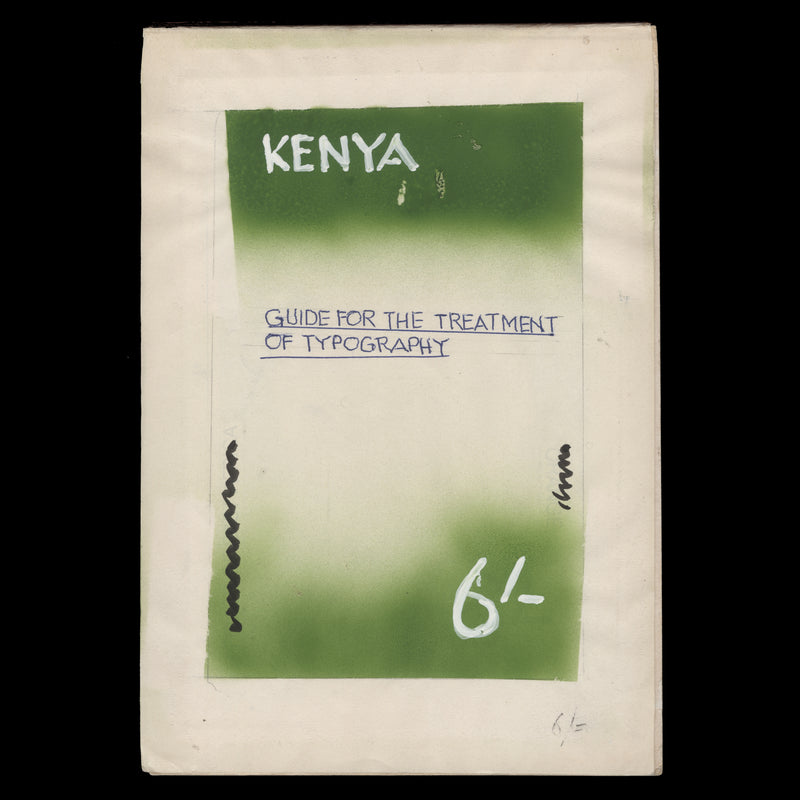 KENYA
GUIDE FOR THE TREATMENT
OF TYPOGRAPHY
6/-
6/-